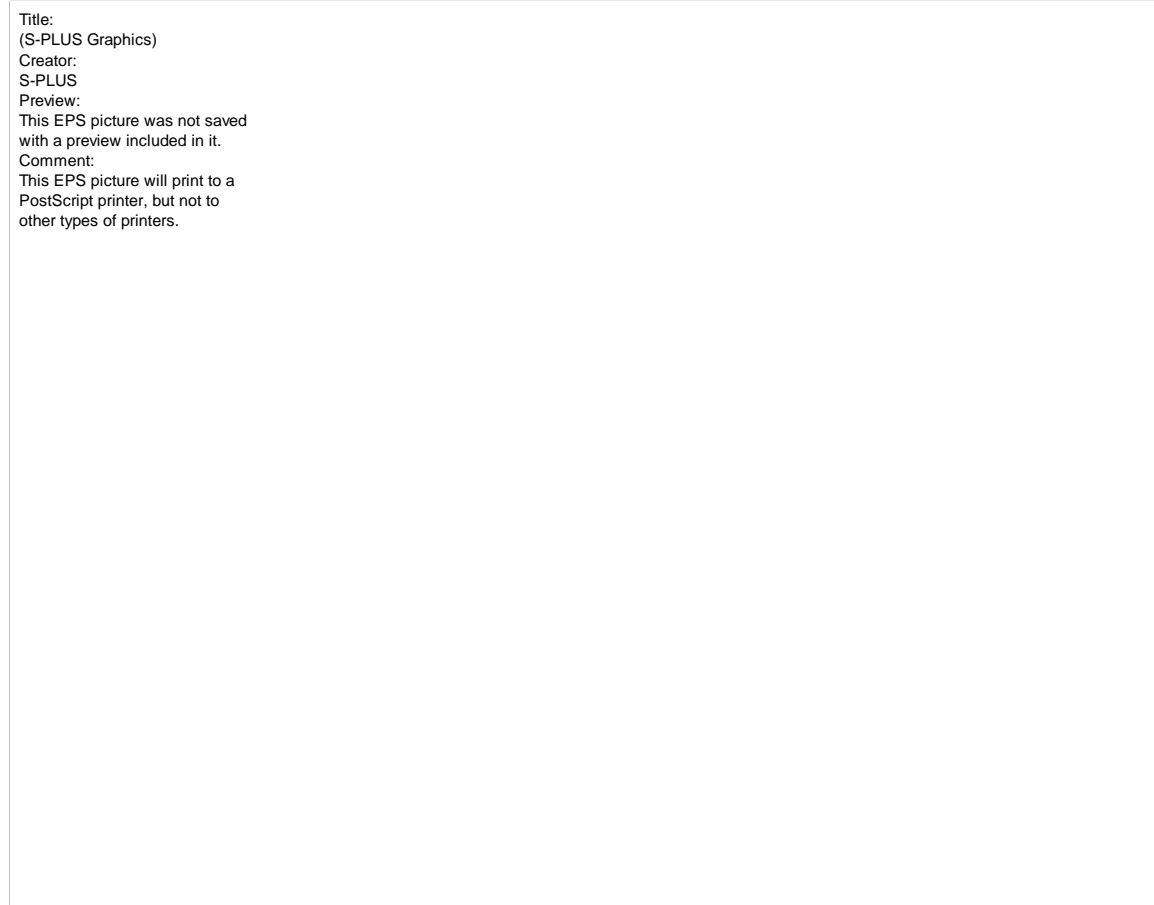 Title:
(S-PLUS Graphics)
Creator:
S-PLUS
Preview:
This EPS picture was not saved
with a preview included in it.
Comment:
This EPS picture will print to a
PostScript printer, but not to
other types of printers.